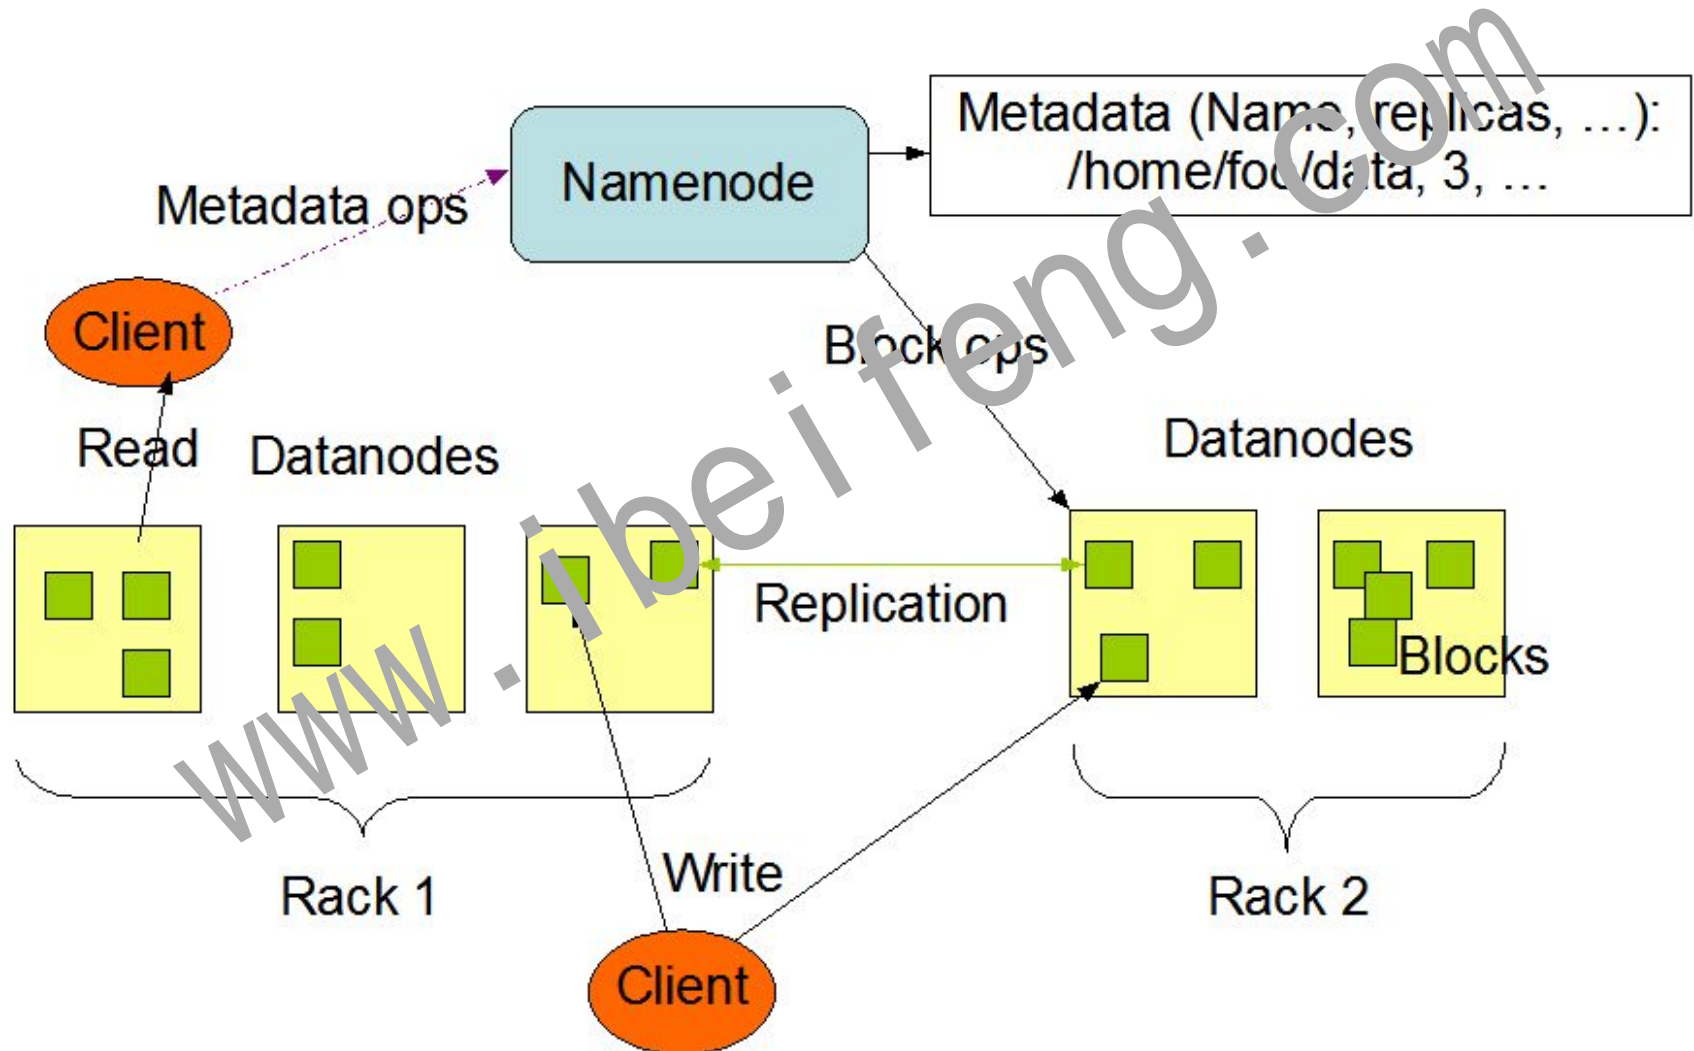 Metadata (Name, replicas, …):
/home/foo/data, 3, …
Namenode
Metadata ops
Client
Block ops
Read
Datanodes
Datanodes
Replication
Blocks
Rack 1
Write
Rack 2
Client
www.ibeifeng.com